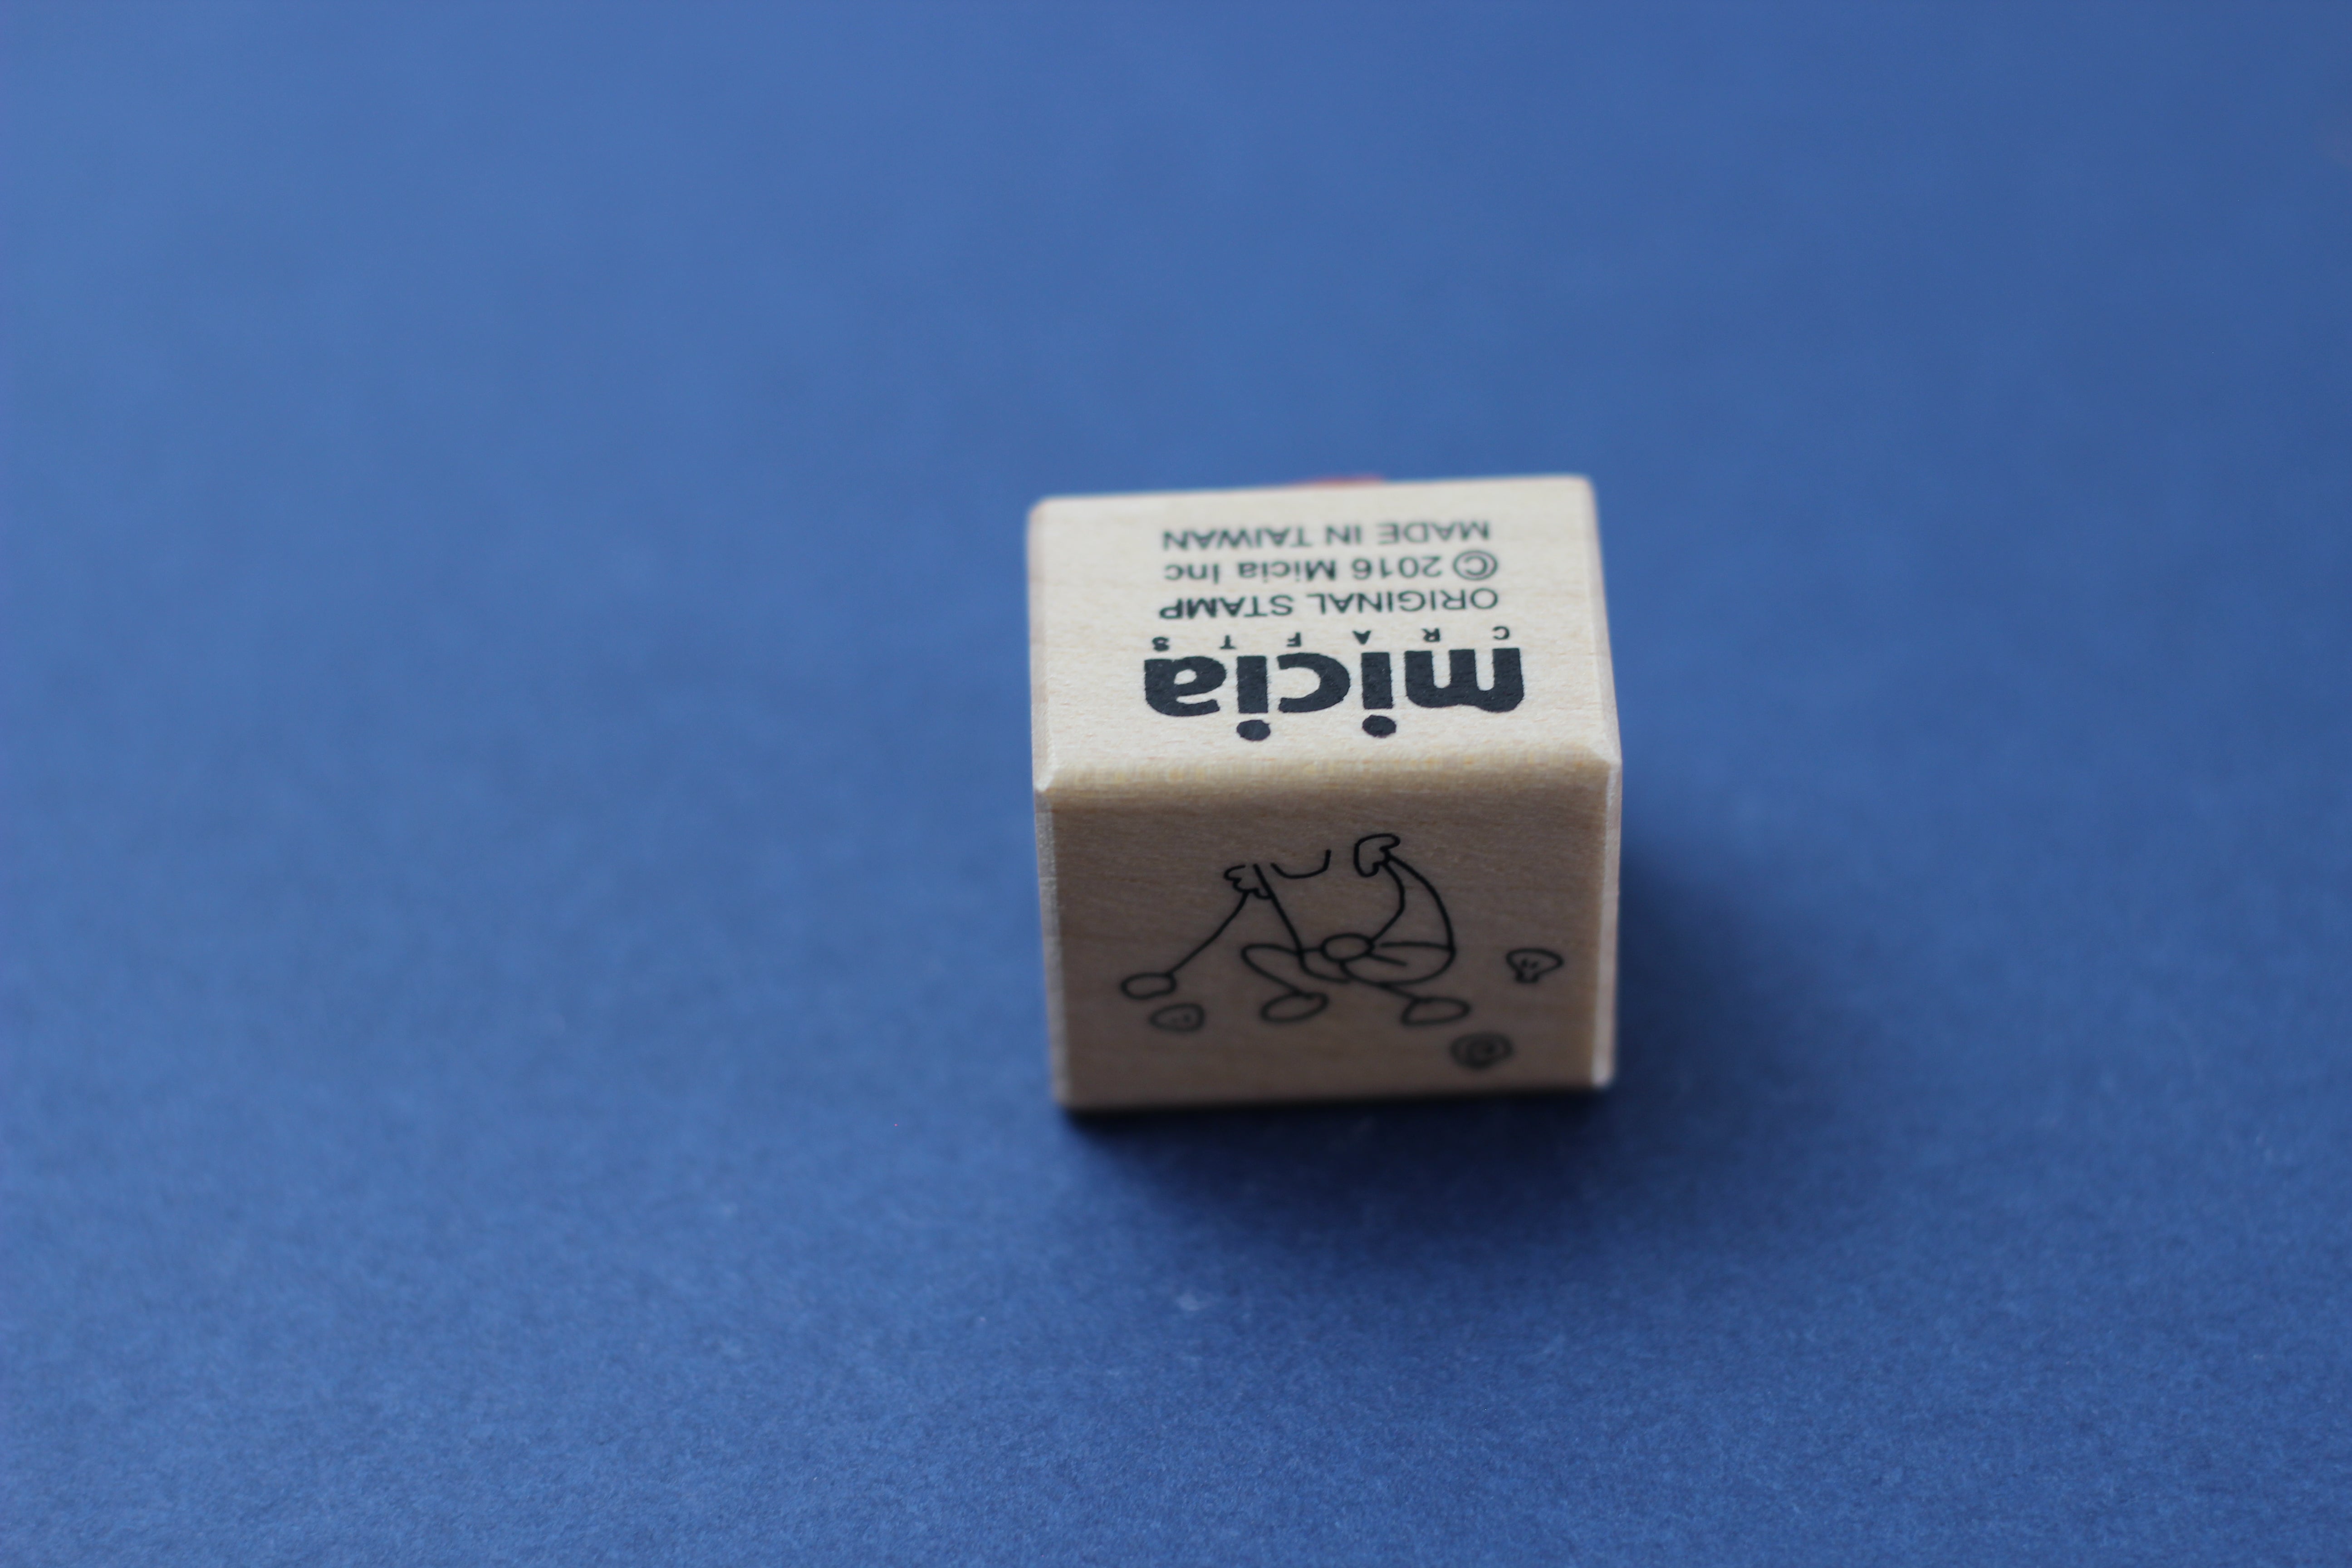 micia
CRAFTS
ORIGINAL STAMP
© 2016 Micia Inc
MADE IN TAIWAN